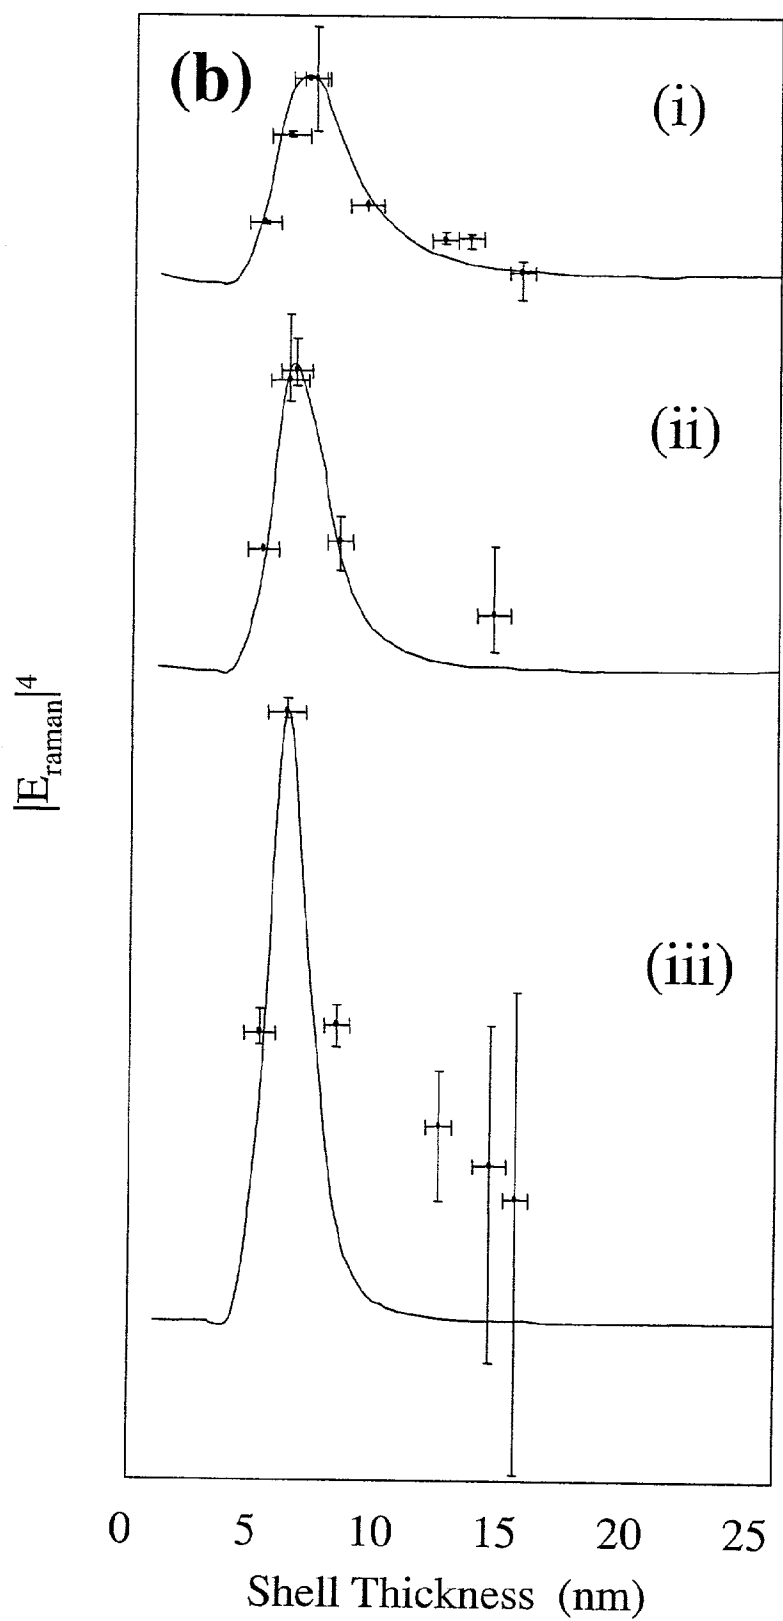 (b)
(i)
(ii)
(iii)
|E_raman|^4
0 5 10 15 20 25
Shell Thickness (nm)